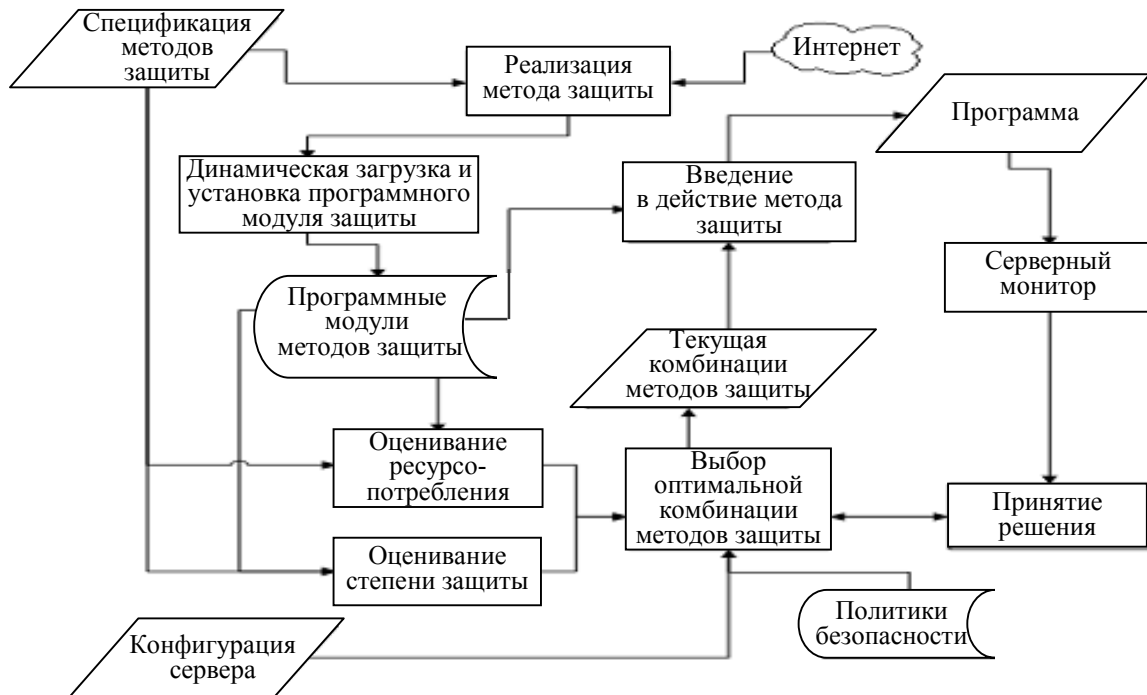 Спецификация
методов
защиты
Реализация
метода защиты
Интернет
Программа
Динамическая загрузка и
установка программного
модуля защиты
Введение
в действие метода
защиты
Серверный
монитор
Программные
модули
методов защиты
Текущая
комбинации
методов защиты
Оценивание
ресурсо-
потребления
Выбор
оптимальной
комбинации
методов защиты
Принятие
решения
Оценивание
степени защиты
Политики
безопасности
Конфигурация
сервера